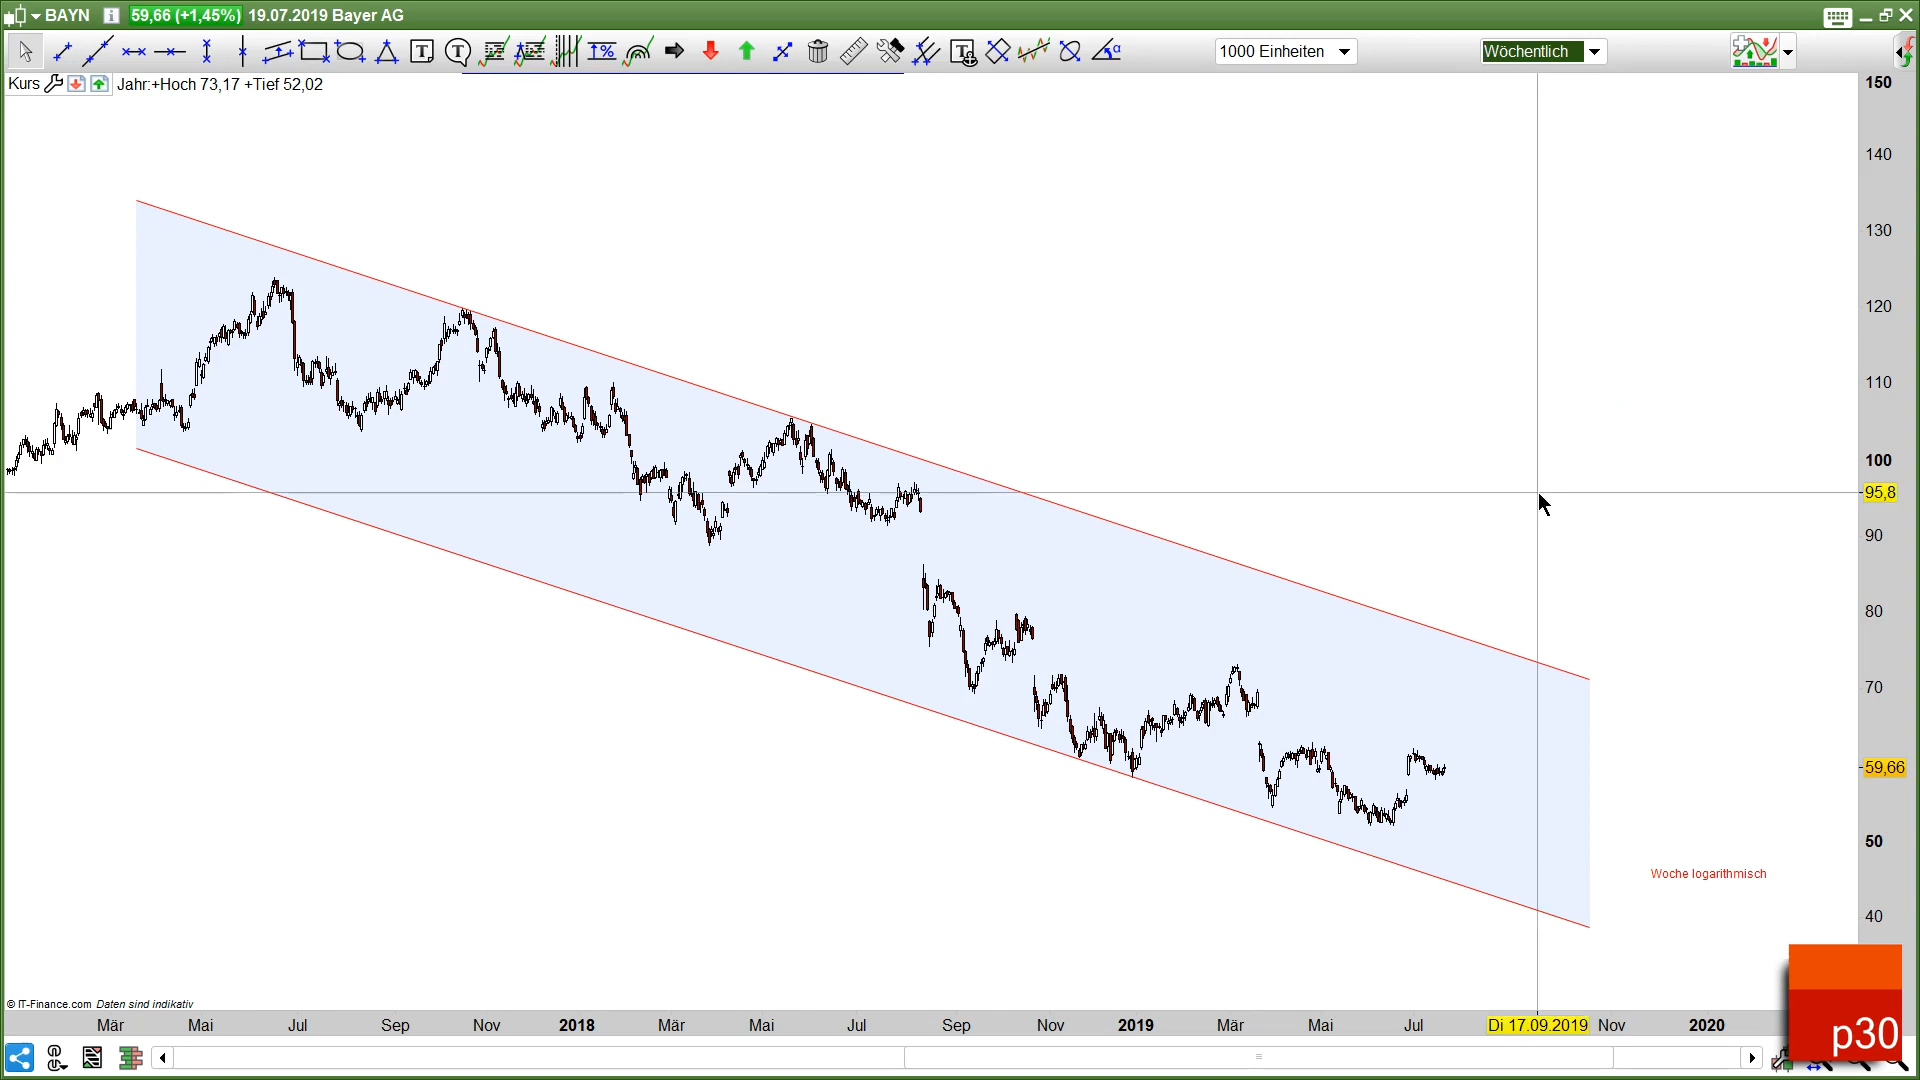 BAYN i 59,66 (+1,45%) 19.07.2019 Bayer AG
T T % T α 1000 Einheiten Wöchentlich
Kurs Jahr:+Hoch 73,17 +Tief 52,02
150
140
130
120
110
100
95,8
90
80
70
59,66
50
Woche logarithmisch
40
© IT-Finance.com Daten sind indikativ
Mär Mai Jul Sep Nov 2018 Mär Mai Jul Sep Nov 2019 Mär Mai Jul Di 17.09.2019 Nov 2020
p30